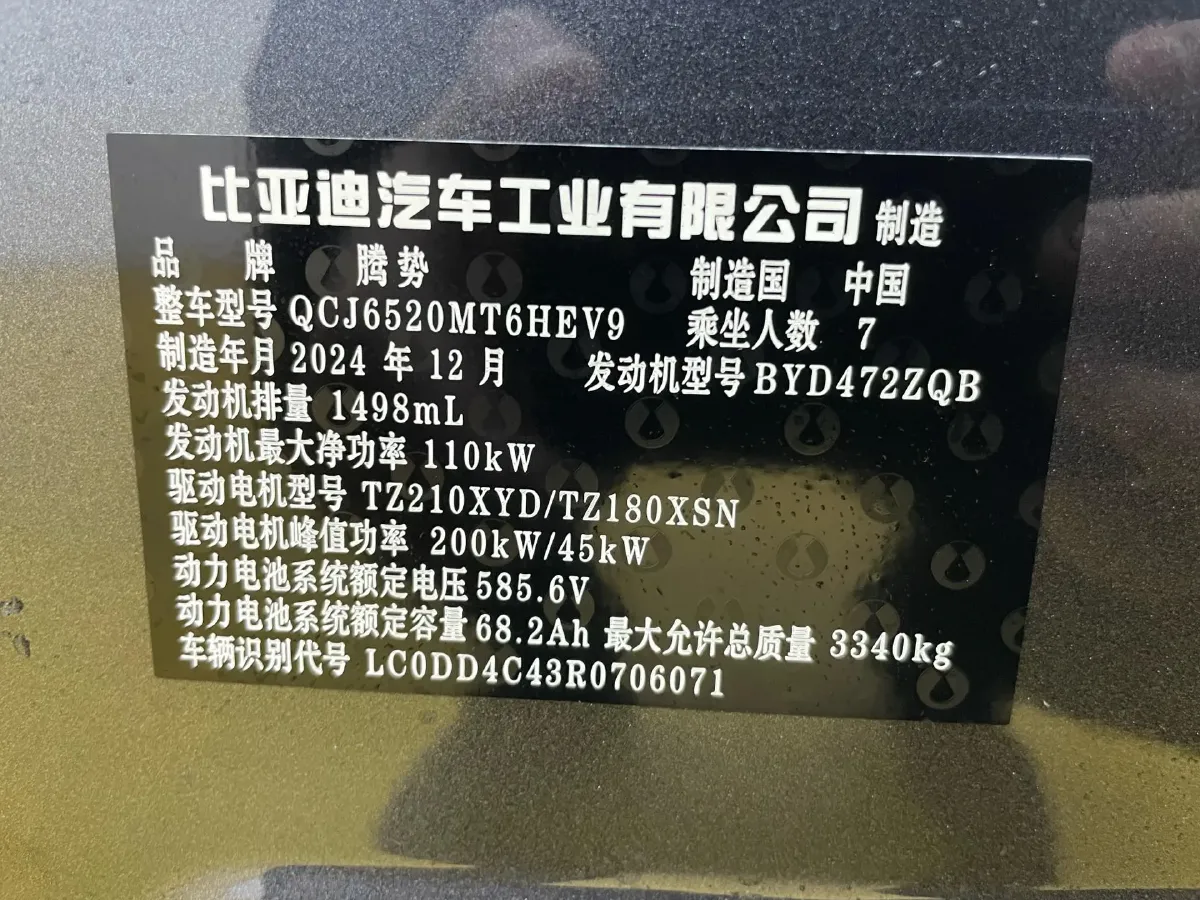 比亚迪汽车工业有限公司 制造
品 牌 腾势 制造国 中国
整车型号 QCJ6520MT6HEV9 乘坐人数 7
制造年月 2024 年 12 月 发动机型号 BYD472ZQB
发动机排量 1498mL
发动机最大净功率 110kW
驱动电机型号 TZ210XYD/TZ180XSN
驱动电机峰值功率 200kW/45kW
动力电池系统额定电压 585.6V
动力电池系统额定容量 68.2Ah 最大允许总质量 3340kg
车辆识别代号 LC0DD4C43R0706071